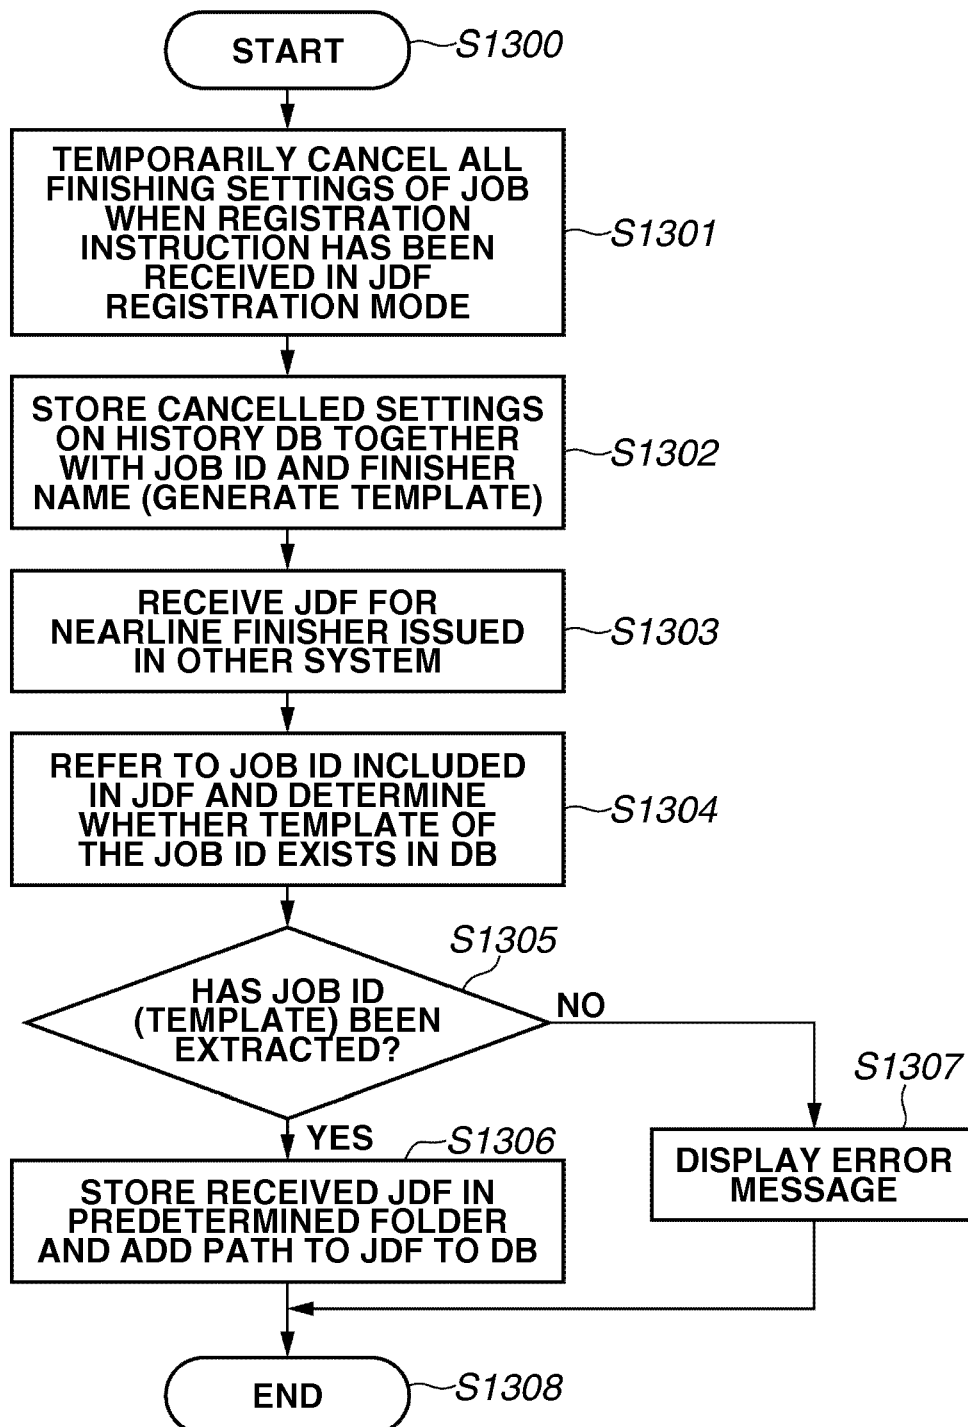 START
S1300
TEMPORARILY CANCEL ALL
FINISHING SETTINGS OF JOB
WHEN REGISTRATION
INSTRUCTION HAS BEEN
RECEIVED IN JDF
REGISTRATION MODE
S1301
STORE CANCELLED SETTINGS
ON HISTORY DB TOGETHER
WITH JOB ID AND FINISHER
NAME (GENERATE TEMPLATE)
S1302
RECEIVE JDF FOR
NEARLINE FINISHER ISSUED
IN OTHER SYSTEM
S1303
REFER TO JOB ID INCLUDED
IN JDF AND DETERMINE
WHETHER TEMPLATE OF
THE JOB ID EXISTS IN DB
S1304
S1305
HAS JOB ID
(TEMPLATE) BEEN
EXTRACTED?
NO
YES
S1306
STORE RECEIVED JDF IN
PREDETERMINED FOLDER
AND ADD PATH TO JDF TO DB
S1307
DISPLAY ERROR
MESSAGE
END
S1308